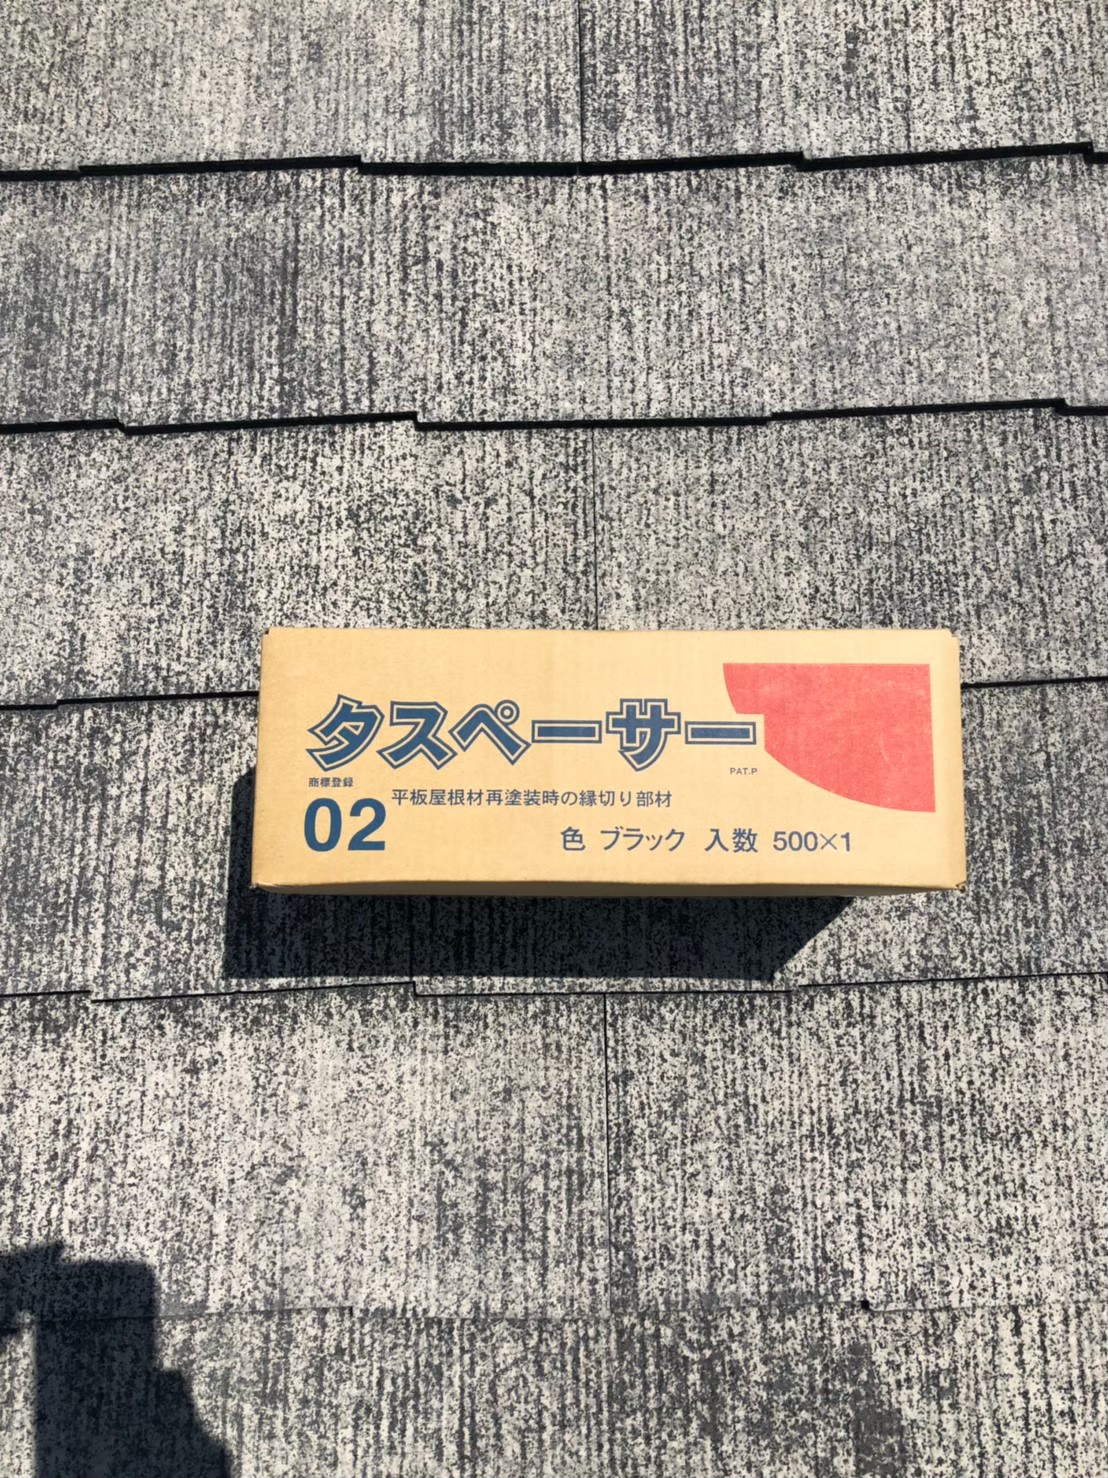 タスペーサー
PAT.P
商標登録
02 平板屋根材再塗装時の縁切り部材
色 ブラック 入数 500×1